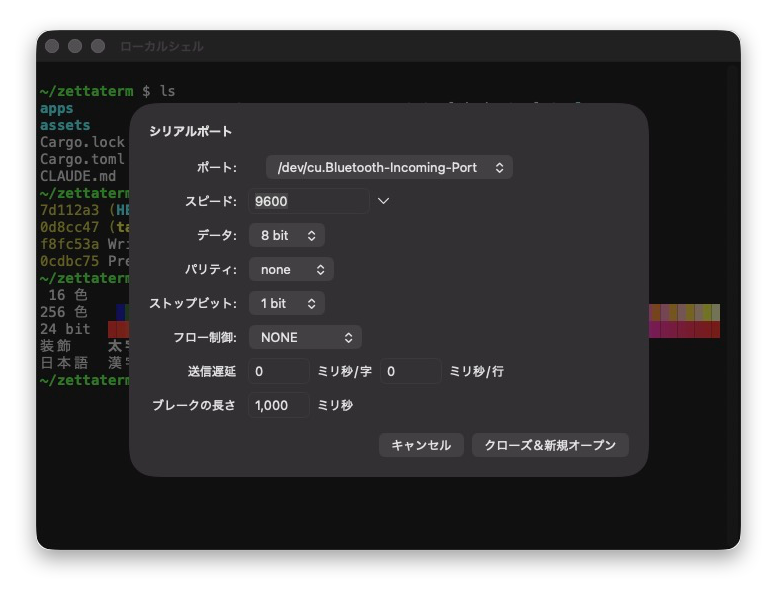 ローカルシェル
~/zettaterm $ ls
apps
assets
Cargo.lock
Cargo.toml
CLAUDE.md
~/zettaterm
7d112a3 (HE
0d8cc47 (ta
f8fc53a Wri
0cdbc75 Pre
~/zettaterm
16 色
256 色
24 bit
装飾 太字
日本語 漢字
~/zettaterm
シリアルポート
ポート: /dev/cu.Bluetooth-Incoming-Port
スピード: 9600
データ: 8 bit
パリティ: none
ストップビット: 1 bit
フロー制御: NONE
送信遅延 0 ミリ秒/字 0 ミリ秒/行
ブレークの長さ 1,000 ミリ秒
キャンセル クローズ&新規オープン